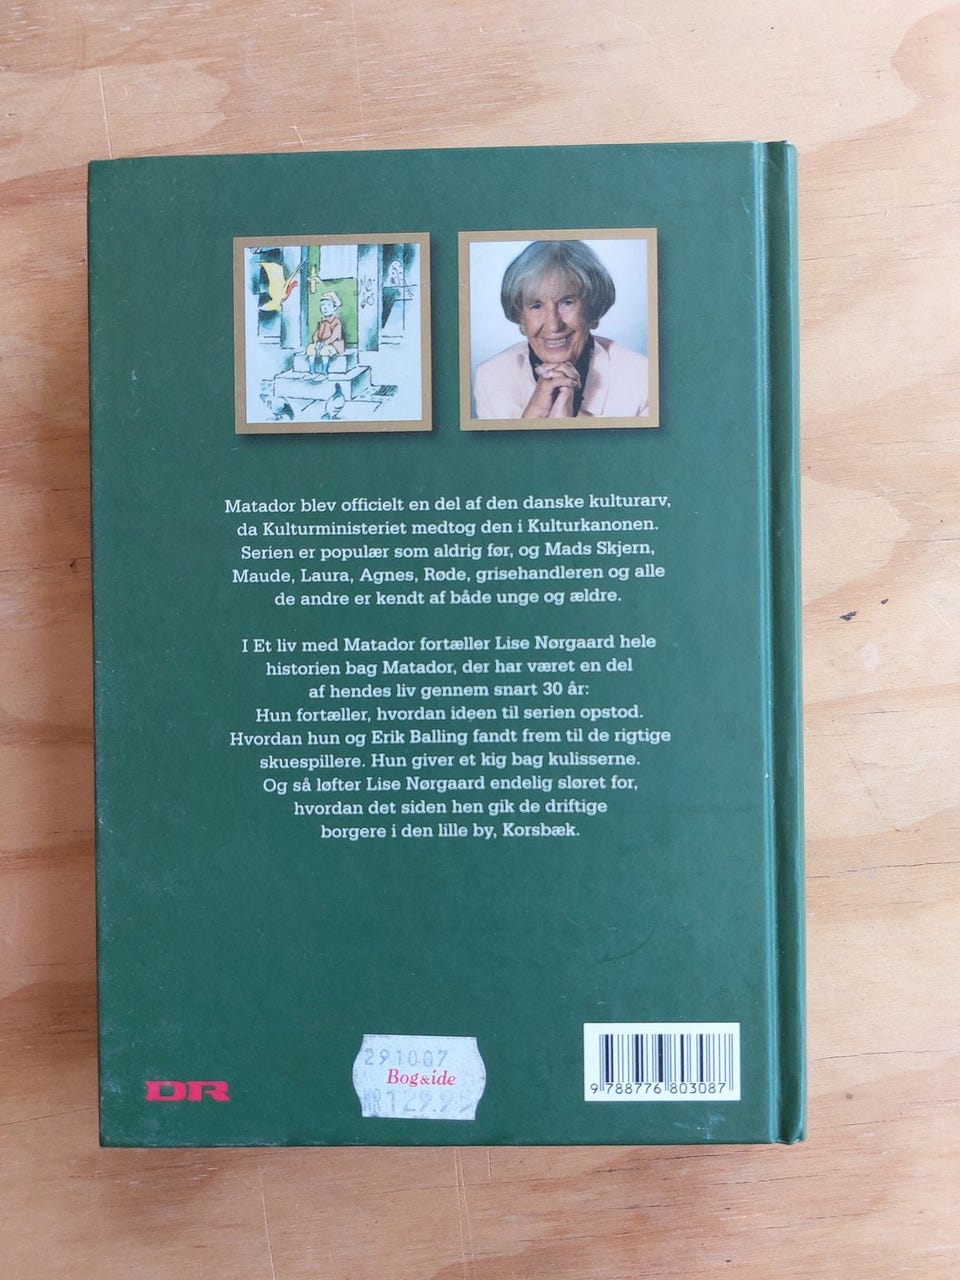 Matador blev officielt en del af den danske kulturarv,
da Kulturministeriet medtog den i Kulturkanonen.
Serien er populær som aldrig før, og Mads Skjern,
Maude, Laura, Agnes, Røde, grisehandleren og alle
de andre er kendt af både unge og ældre.
I Et liv med Matador fortæller Lise Nørgaard hele
historien bag Matador, der har været en del
af hendes liv gennem snart 30 år:
Hun fortæller, hvordan ideen til serien opstod.
Hvordan hun og Erik Balling fandt frem til de rigtige
skuespillere. Hun giver et kig bag kulisserne.
Og så løfter Lise Nørgaard endelig sløret for,
hvordan det siden hen gik de driftige
borgere i den lille by, Korsbæk.
DR
291007
Bog&ide
KR129.95
9 788776 803087